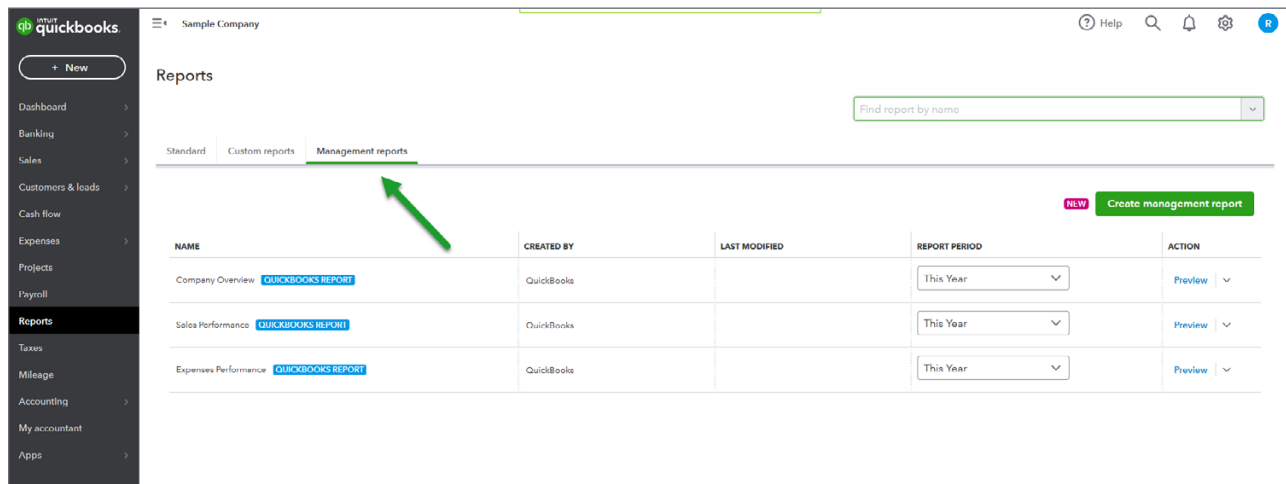 INTUIT
qb quickbooks.
Sample Company
Help
R
+ New
Reports
Find report by name
Dashboard
Banking
Sales
Customers & leads
Cash flow
Expenses
Projects
Payroll
Reports
Taxes
Mileage
Accounting
My accountant
Apps
Standard Custom reports Management reports
NEW Create management report
NAME CREATED BY LAST MODIFIED REPORT PERIOD ACTION
Company Overview QUICKBOOKS REPORT QuickBooks This Year Preview
Sales Performance QUICKBOOKS REPORT QuickBooks This Year Preview
Expenses Performance QUICKBOOKS REPORT QuickBooks This Year Preview